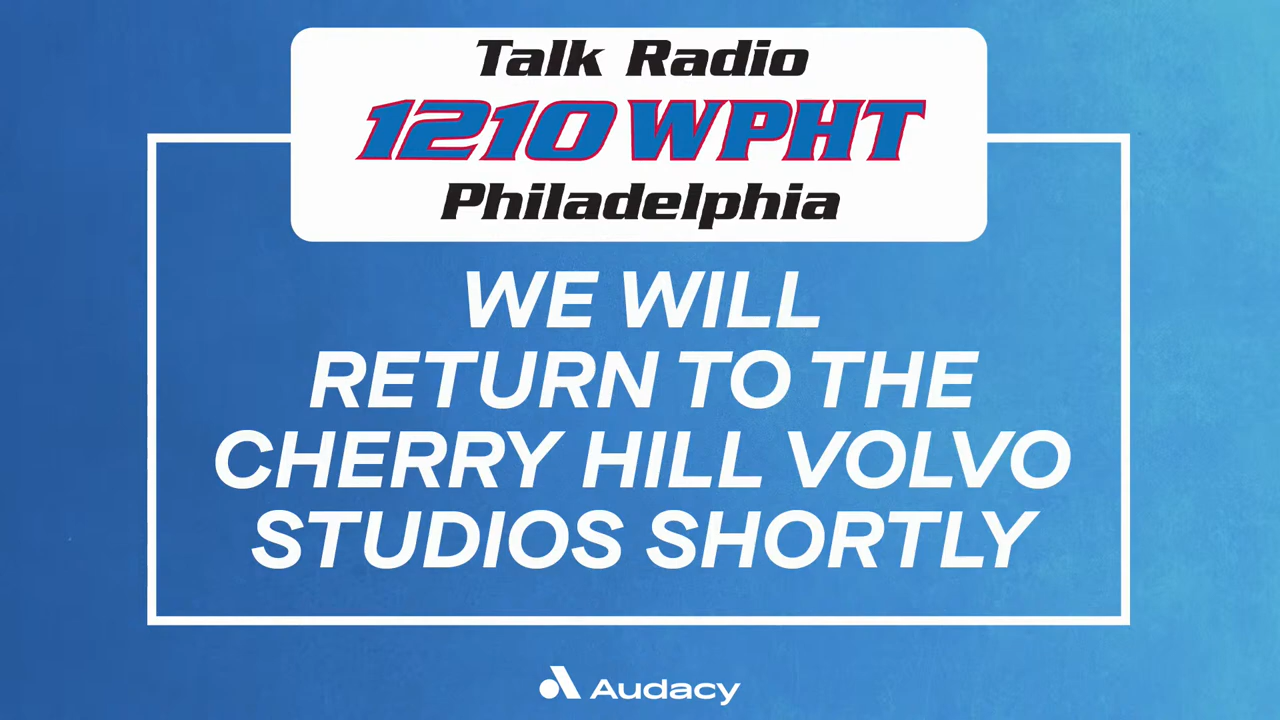 Talk Radio
1210 WPHT
Philadelphia
WE WILL
RETURN TO THE
CHERRY HILL VOLVO
STUDIOS SHORTLY
Audacy